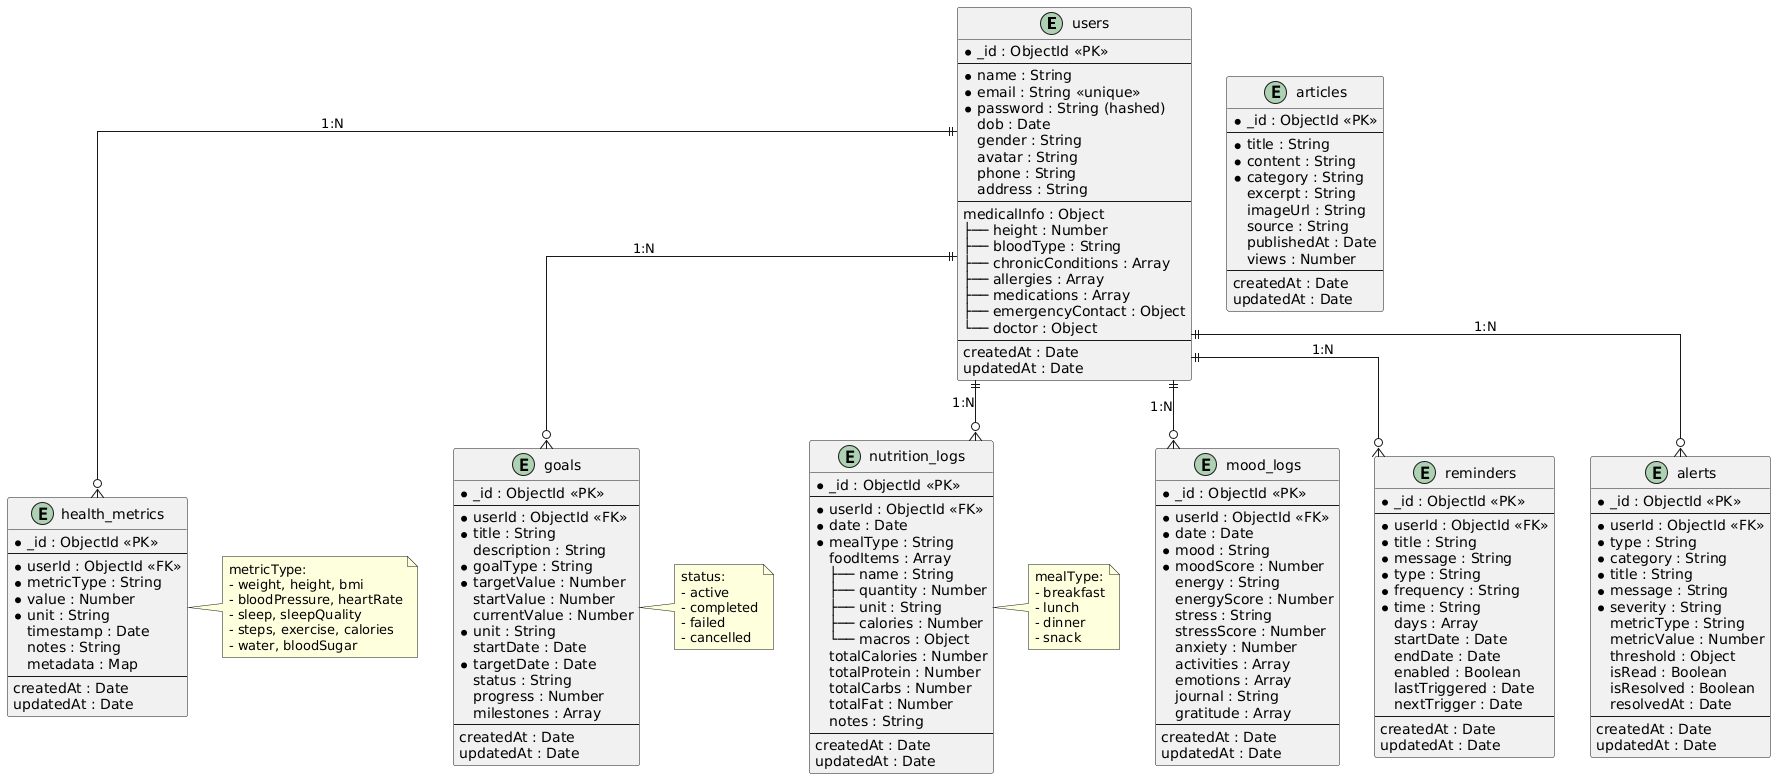 E users
* _id : ObjectId «PK»
* name : String
* email : String «unique»
* password : String (hashed)
dob : Date
gender : String
avatar : String
phone : String
address : String
medicalInfo : Object
├── height : Number
├── bloodType : String
├── chronicConditions : Array
├── allergies : Array
├── medications : Array
├── emergencyContact : Object
└── doctor : Object
createdAt : Date
updatedAt : Date
E articles
* _id : ObjectId «PK»
* title : String
* content : String
* category : String
excerpt : String
imageUrl : String
source : String
publishedAt : Date
views : Number
createdAt : Date
updatedAt : Date
1:N
1:N
1:N
1:N
1:N
1:N
E health_metrics
* _id : ObjectId «PK»
* userId : ObjectId «FK»
* metricType : String
* value : Number
* unit : String
timestamp : Date
notes : String
metadata : Map
createdAt : Date
updatedAt : Date
metricType:
- weight, height, bmi
- bloodPressure, heartRate
- sleep, sleepQuality
- steps, exercise, calories
- water, bloodSugar
E goals
* _id : ObjectId «PK»
* userId : ObjectId «FK»
* title : String
description : String
* goalType : String
* targetValue : Number
startValue : Number
currentValue : Number
* unit : String
startDate : Date
* targetDate : Date
status : String
progress : Number
milestones : Array
createdAt : Date
updatedAt : Date
status:
- active
- completed
- failed
- cancelled
E nutrition_logs
* _id : ObjectId «PK»
* userId : ObjectId «FK»
* date : Date
* mealType : String
foodItems : Array
├── name : String
├── quantity : Number
├── unit : String
├── calories : Number
└── macros : Object
totalCalories : Number
totalProtein : Number
totalCarbs : Number
totalFat : Number
notes : String
createdAt : Date
updatedAt : Date
mealType:
- breakfast
- lunch
- dinner
- snack
E mood_logs
* _id : ObjectId «PK»
* userId : ObjectId «FK»
* date : Date
* mood : String
* moodScore : Number
energy : String
energyScore : Number
stress : String
stressScore : Number
anxiety : Number
activities : Array
emotions : Array
journal : String
gratitude : Array
createdAt : Date
updatedAt : Date
E reminders
* _id : ObjectId «PK»
* userId : ObjectId «FK»
* title : String
* message : String
* type : String
* frequency : String
* time : String
days : Array
startDate : Date
endDate : Date
enabled : Boolean
lastTriggered : Date
nextTrigger : Date
createdAt : Date
updatedAt : Date
E alerts
* _id : ObjectId «PK»
* userId : ObjectId «FK»
* type : String
* category : String
* title : String
* message : String
* severity : String
metricType : String
metricValue : Number
threshold : Object
isRead : Boolean
isResolved : Boolean
resolvedAt : Date
createdAt : Date
updatedAt : Date